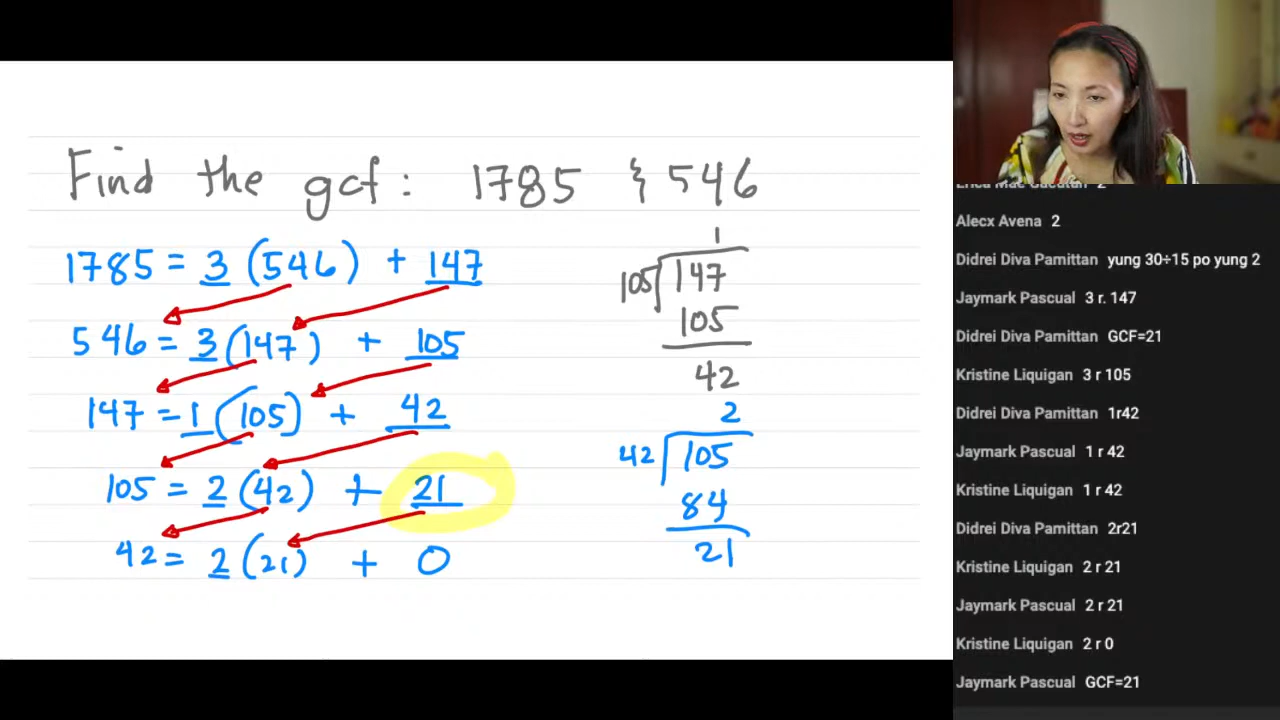 Find the gcf: 1785 & 546
1785 = 3 (546) + 147
546 = 3 (147) + 105
147 = 1 (105) + 42
105 = 2 (42) + 21
42 = 2 (21) + 0
1
105 147
105
42
2
42 105
84
21
Alecx Avena 2
Didrei Diva Pamittan yung 30÷15 po yung 2
Jaymark Pascual 3 r. 147
Didrei Diva Pamittan GCF=21
Kristine Liquigan 3 r 105
Didrei Diva Pamittan 1r42
Jaymark Pascual 1 r 42
Kristine Liquigan 1 r 42
Didrei Diva Pamittan 2r21
Kristine Liquigan 2 r 21
Jaymark Pascual 2 r 21
Kristine Liquigan 2 r 0
Jaymark Pascual GCF=21